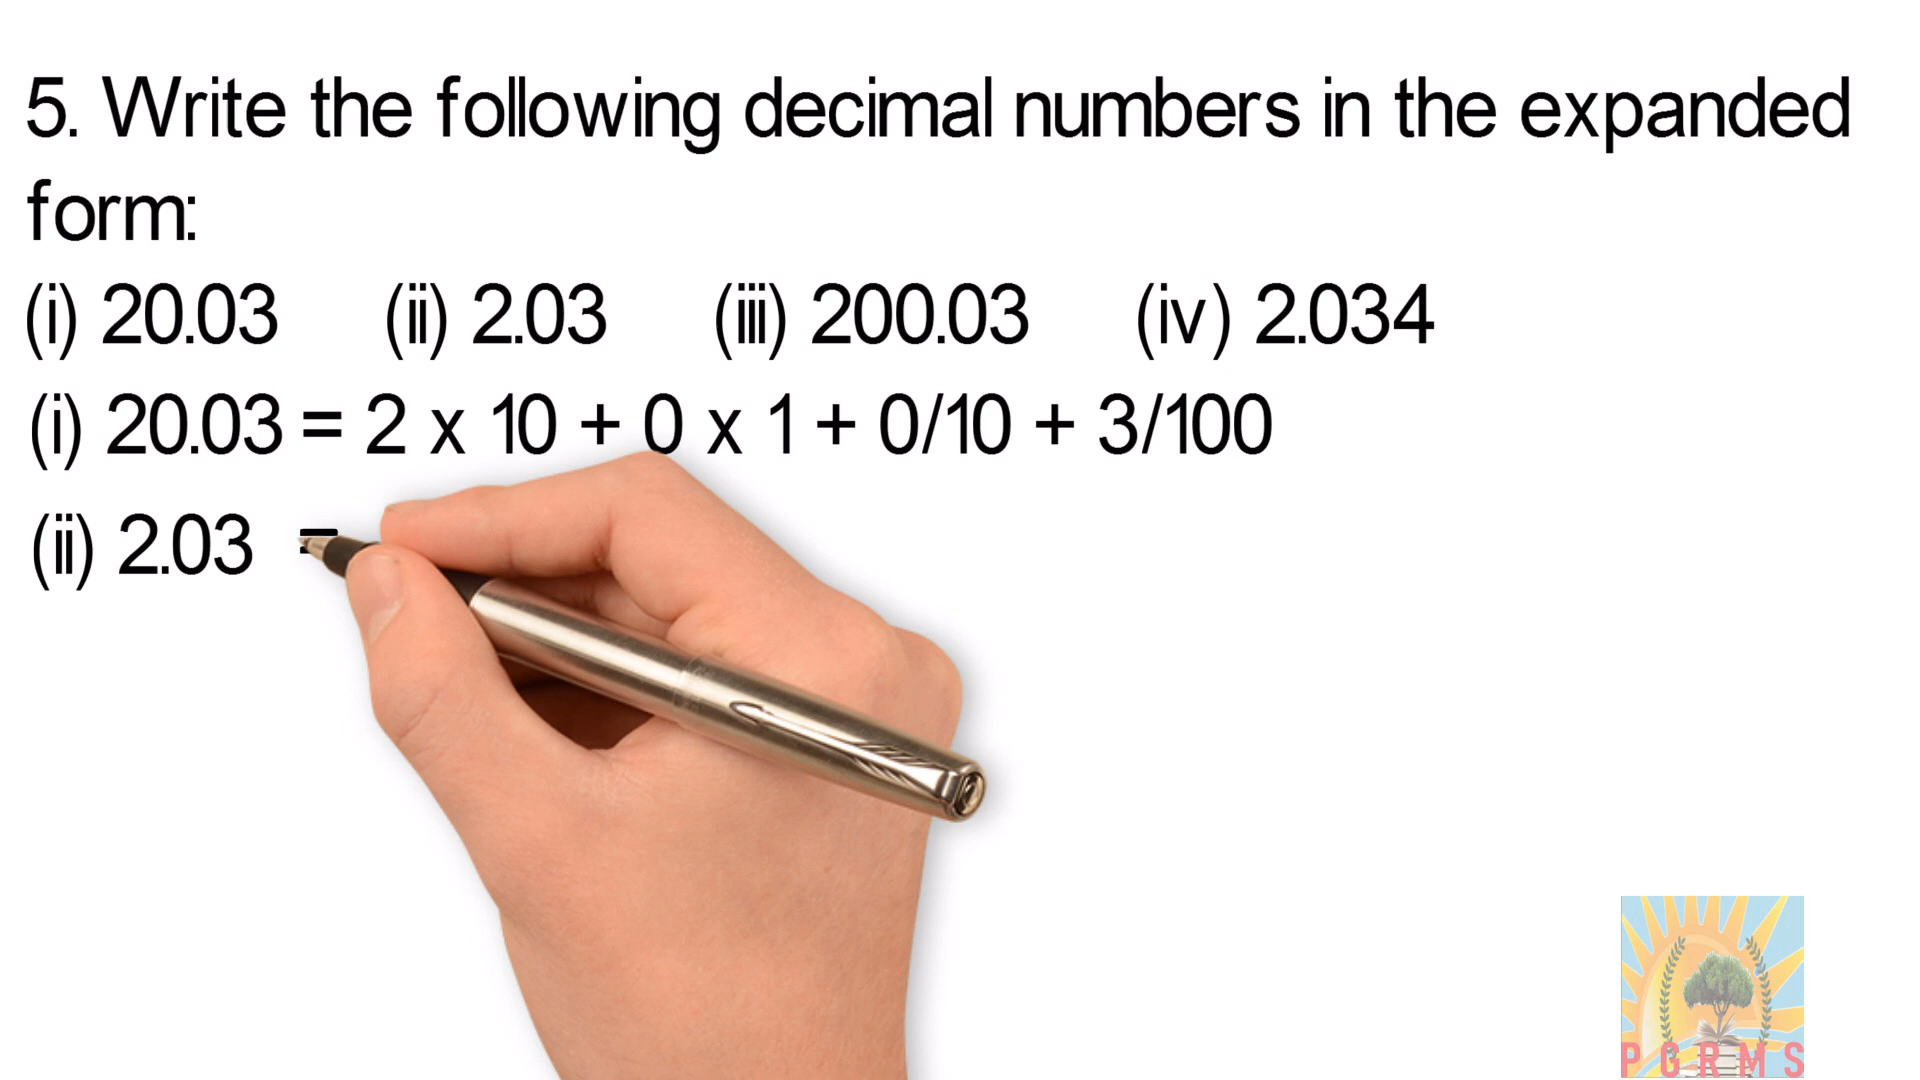 5. Write the following decimal numbers in the expanded
form:
(i) 20.03 (ii) 2.03 (iii) 200.03 (iv) 2.034
(i) 20.03 = 2 x 10 + 0 x 1 + 0/10 + 3/100
(ii) 2.03 =
P G R M S